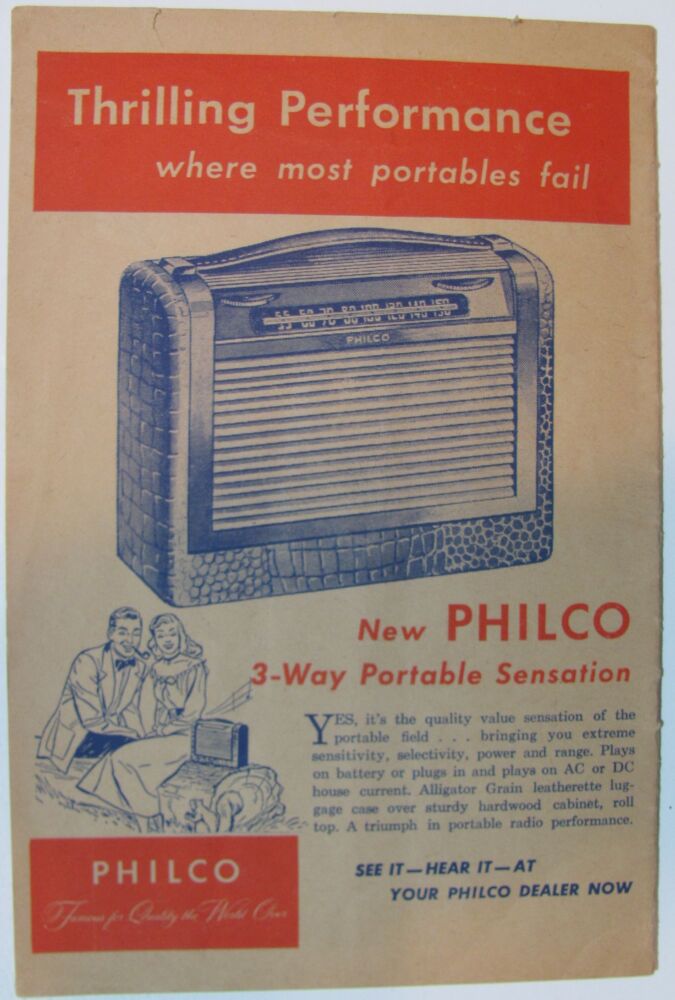 Thrilling Performance
where most portables fail
55 60 70 80 100 120 140 150
PHILCO
New PHILCO
3-Way Portable Sensation
YES, it's the quality value sensation of the
portable field . . . bringing you extreme
sensitivity, selectivity, power and range. Plays
on battery or plugs in and plays on AC or DC
house current. Alligator Grain leatherette lug-
gage case over sturdy hardwood cabinet, roll
top. A triumph in portable radio performance.
PHILCO
Famous for Quality the World Over
SEE IT—HEAR IT—AT
YOUR PHILCO DEALER NOW